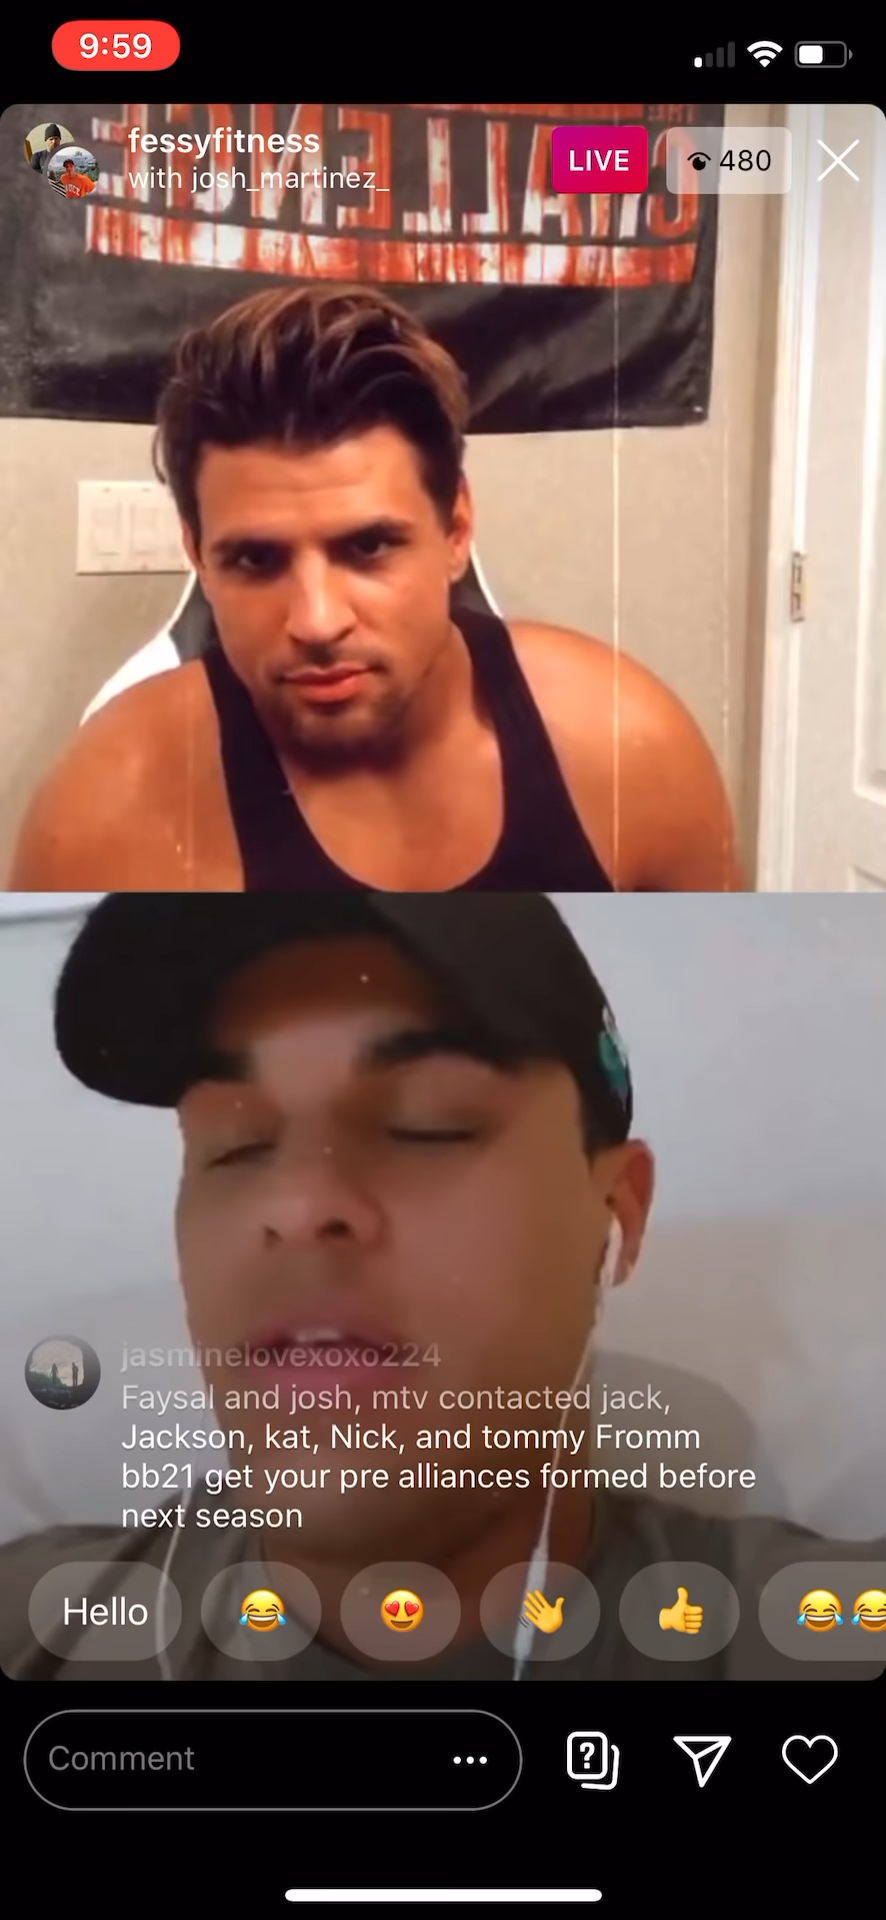 9:59
fessyfitness
with josh_martinez_
LIVE
480
CHALLENGE
jasminelovexoxo224
Faysal and josh, mtv contacted jack,
Jackson, kat, Nick, and tommy Fromm
bb21 get your pre alliances formed before
next season
Hello
Comment